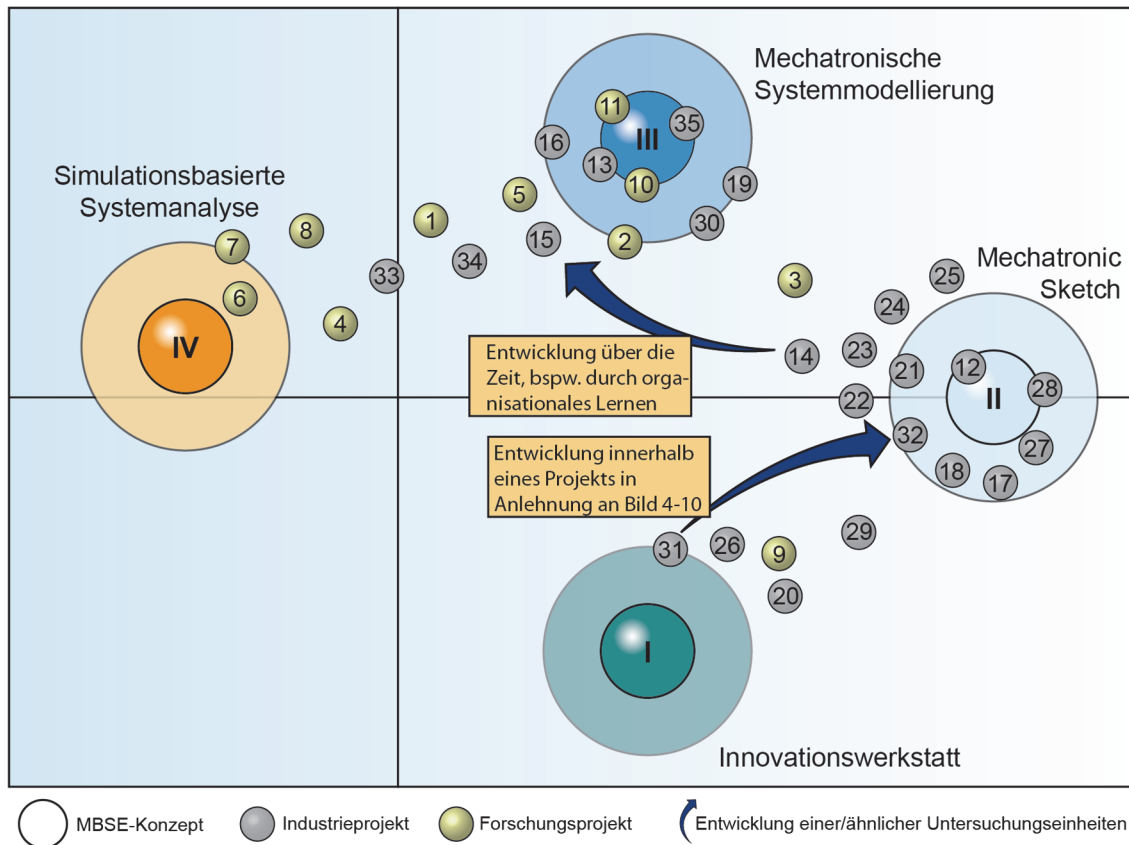 Mechatronische
Systemmodellierung
11
35
III
16
13
10
19
30
2
5
15
1
34
Simulationsbasierte
Systemanalyse
7
8
33
6
4
IV
3
Mechatronic
Sketch
25
24
14
23
21
12
28
II
22
32
27
18
17
Entwicklung über die
Zeit, bspw. durch orga-
nisationales Lernen
Entwicklung innerhalb
eines Projekts in
Anlehnung an Bild 4-10
31
26
9
29
20
I
Innovationswerkstatt
MBSE-Konzept
Industrieprojekt
Forschungsprojekt
Entwicklung einer/ähnlicher Untersuchungseinheiten